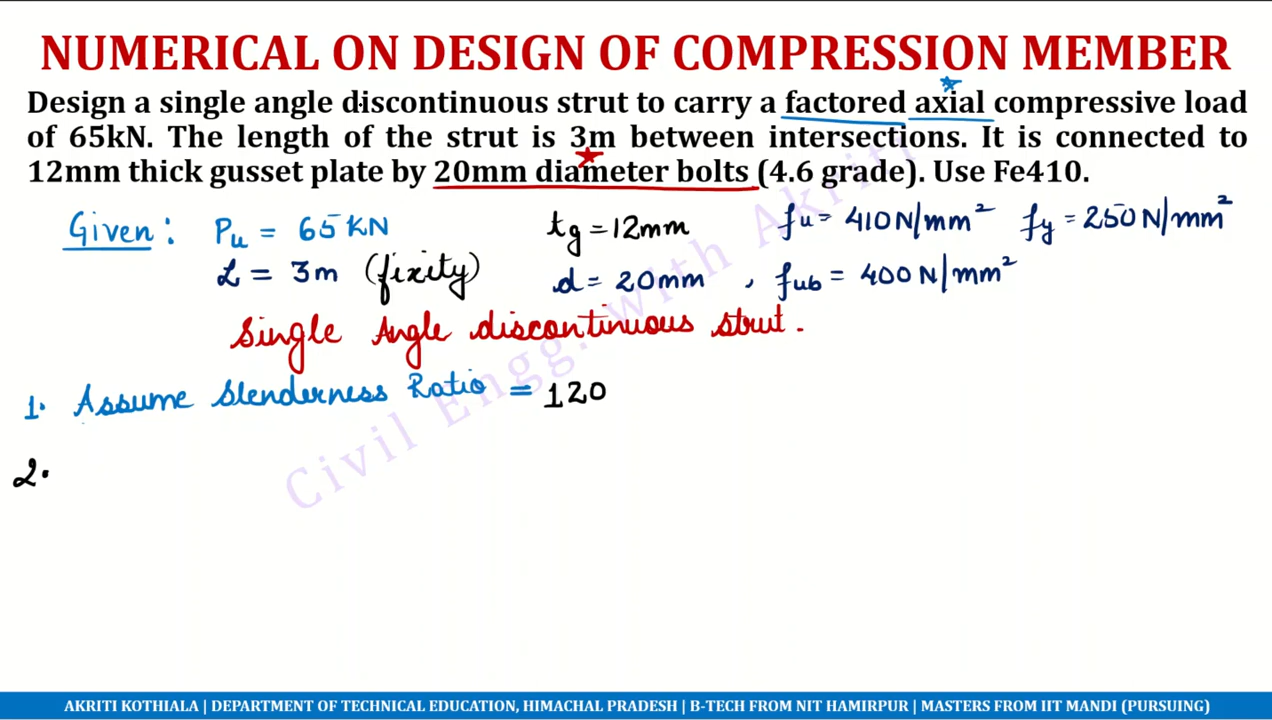 NUMERICAL ON DESIGN OF COMPRESSION MEMBER
Design a single angle discontinuous strut to carry a factored axial compressive load
of 65kN. The length of the strut is 3m between intersections. It is connected to
12mm thick gusset plate by 20mm diameter bolts (4.6 grade). Use Fe410.
Given: Pu = 65 KN tg = 12mm fu = 410 N/mm² fy = 250 N/mm²
L = 3m (fixity) d = 20mm , fub = 400 N/mm²
Single Angle discontinuous strut.
1. Assume Slenderness Ratio = 120
2.
Civil Engg. with Akriti
AKRITI KOTHIALA | DEPARTMENT OF TECHNICAL EDUCATION, HIMACHAL PRADESH | B-TECH FROM NIT HAMIRPUR | MASTERS FROM IIT MANDI (PURSUING)